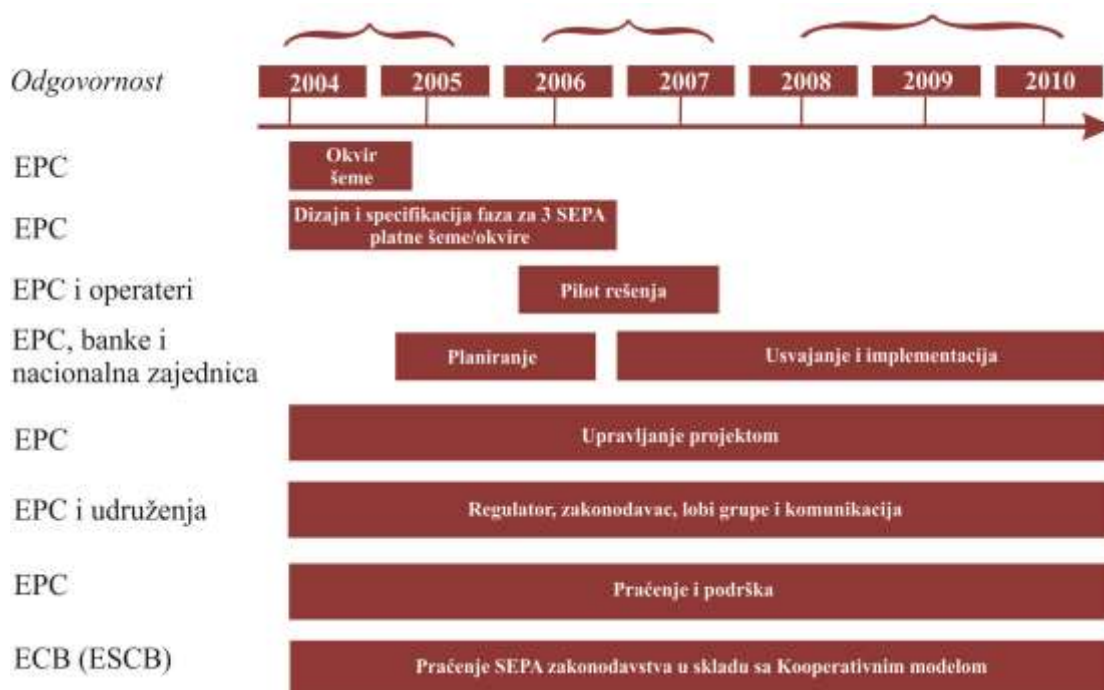 Odgovornost
2004 2005 2006 2007 2008 2009 2010
EPC
Okvir
šeme
EPC
Dizajn i specifikacija faza za 3 SEPA
platne šeme/okvire
EPC i operateri
Pilot rešenja
EPC, banke i
nacionalna zajednica
Planiranje
Usvajanje i implementacija
EPC
Upravljanje projektom
EPC i udruženja
Regulator, zakonodavac, lobi grupe i komunikacija
EPC
Praćenje i podrška
ECB (ESCB)
Praćenje SEPA zakonodavstva u skladu sa Kooperativnim modelom